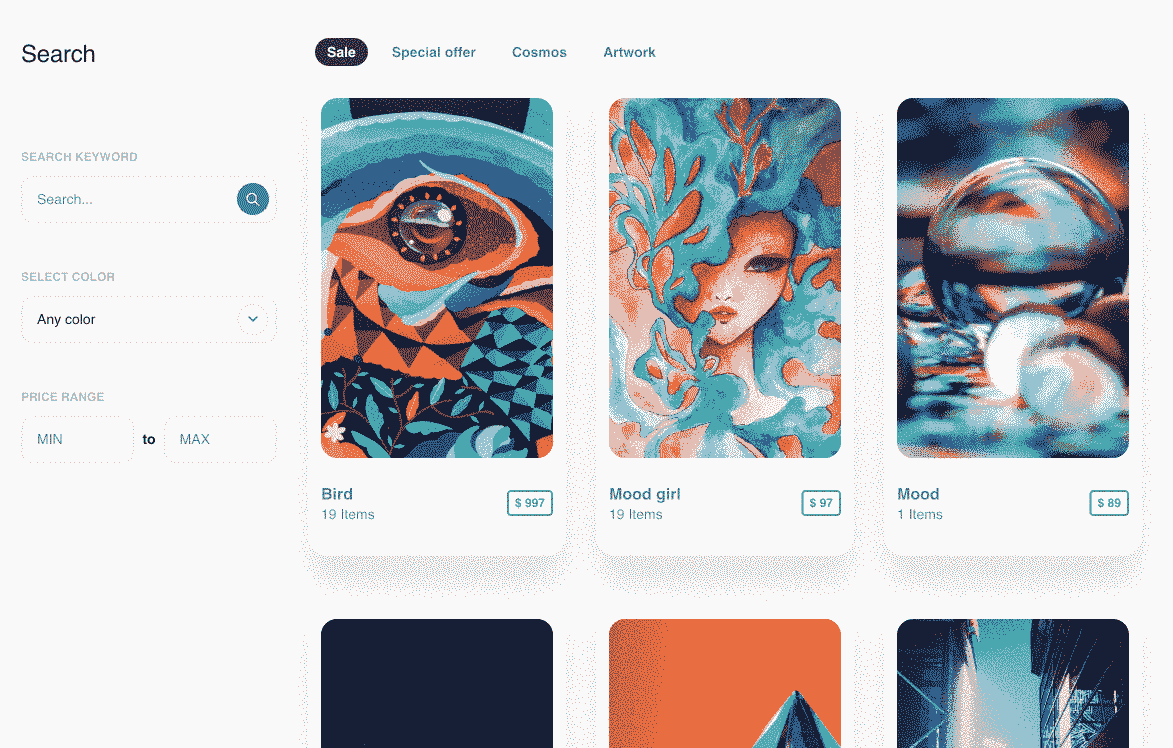 Search
Sale
Special offer
Cosmos
Artwork
SEARCH KEYWORD
Search...
SELECT COLOR
Any color
PRICE RANGE
MIN
to
MAX
Bird
19 Items
$ 997
Mood girl
19 Items
$ 97
Mood
1 Items
$ 89